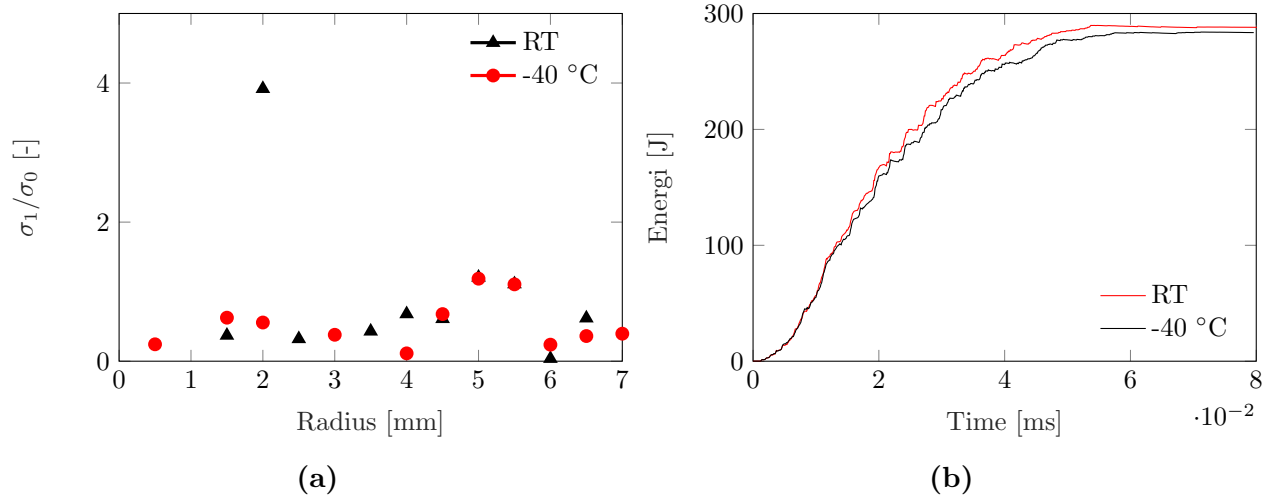 4
2
0
0 1 2 3 4 5 6 7
σ₁/σ₀ [-]
Radius [mm]
RT
-40 °C
(a)
300
200
100
0
0 2 4 6 8
·10⁻²
Energi [J]
Time [ms]
RT
-40 °C
(b)